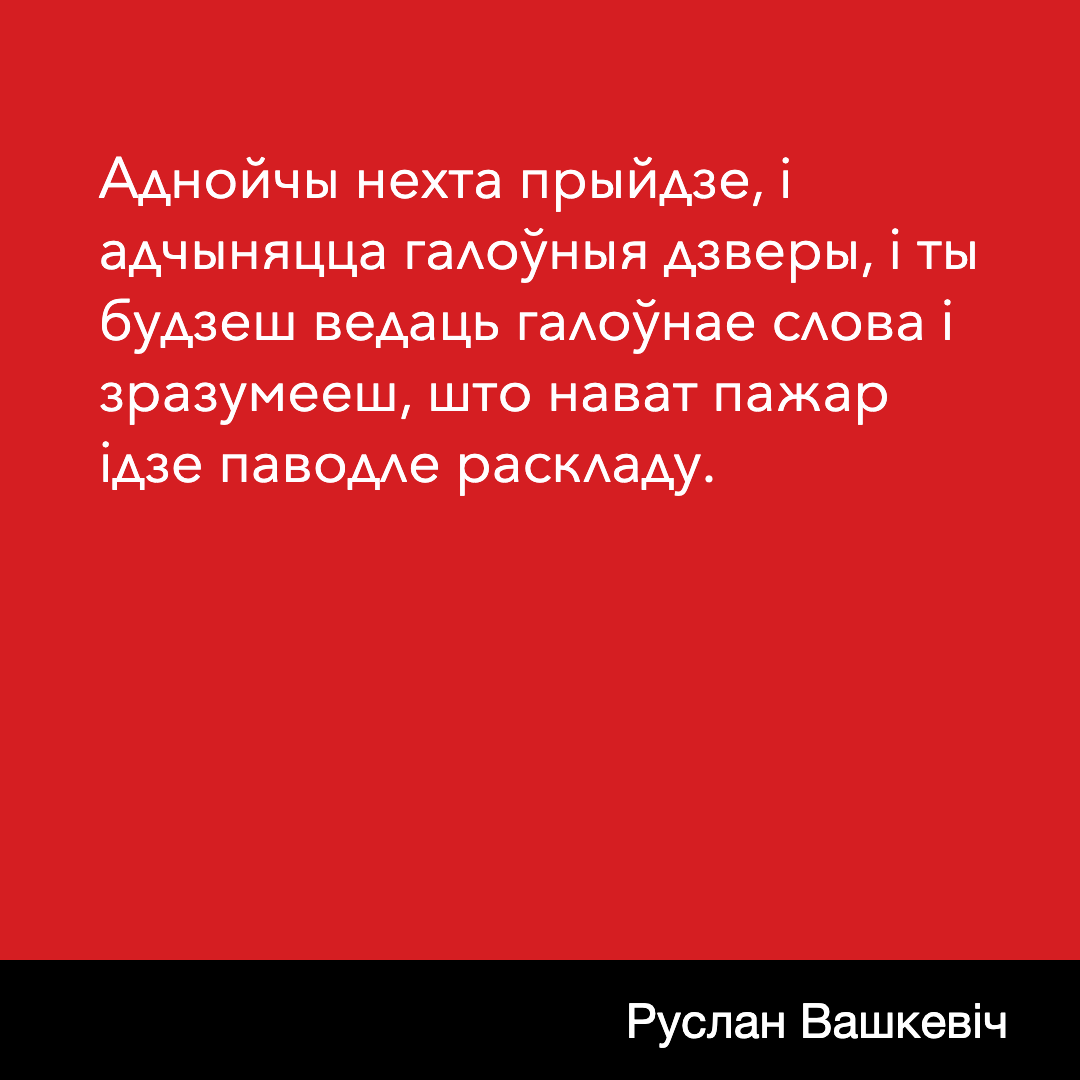 Аднойчы нехта прыйдзе, і
адчыняцца галоўныя дзверы, і ты
будзеш ведаць галоўнае слова і
зразумееш, што нават пажар
ідзе паводле раскладу.
Руслан Вашкевіч